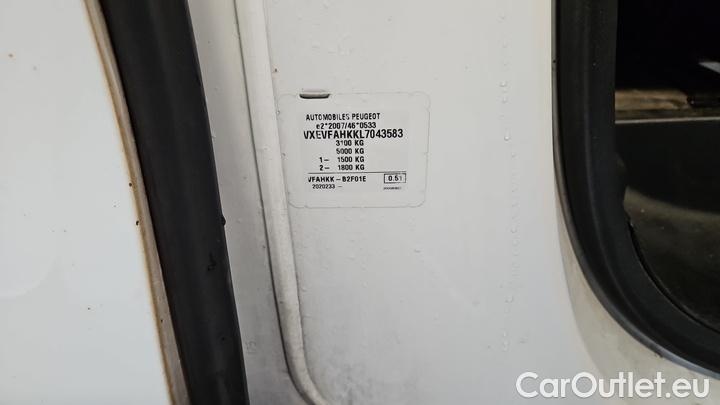 AUTOMOBILES PEUGEOT
e2*2007/46*0533
VXEVFAHKKL7043583
3100 KG
5000 KG
1- 1500 KG
2- 1800 KG
VFAHKK - B2F01E 0.51
2020233 -
CarOutlet.eu